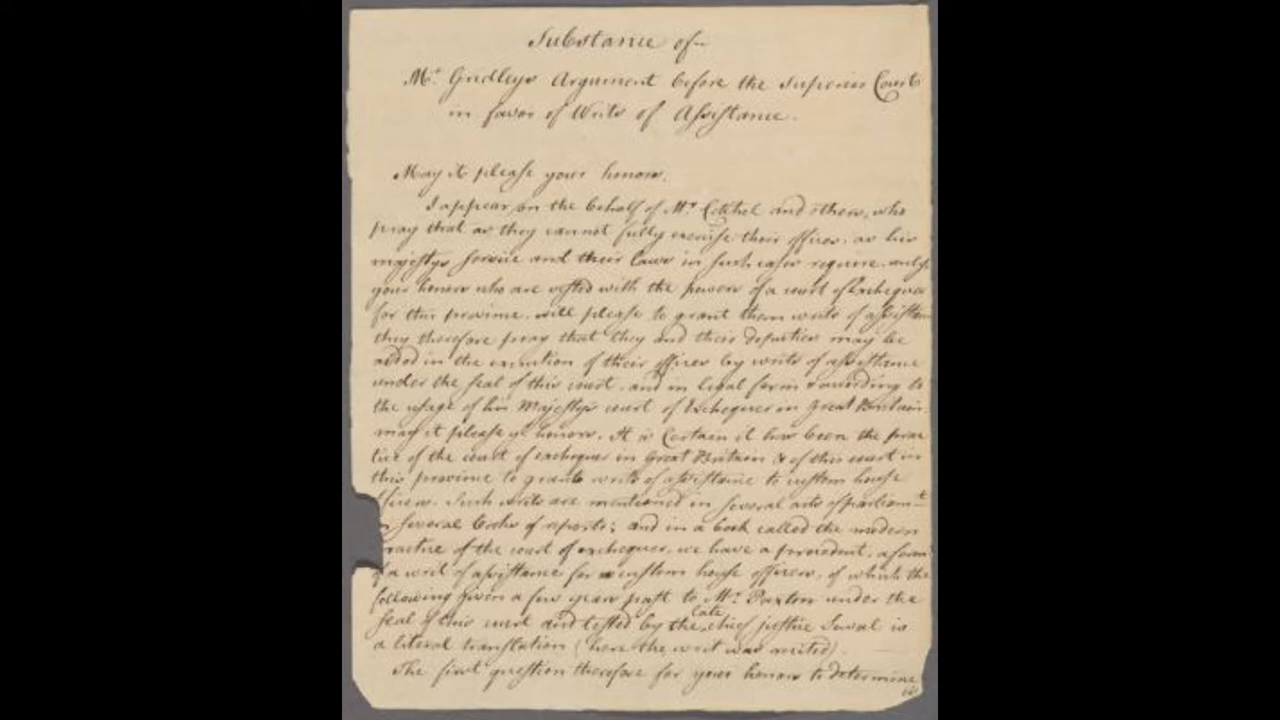 Substance of
Mr. Gridleys Argument before the Superior Court
in favor of Writs of Assistance.
May it please your honors,
I appear on the behalf of Mr. Cockel and others, who
pray that as they cannot fully exercise their offices. as his
majestys service and their Laws in such cases require. unless
your honors who are vested with the power of a court of Exchequer
for this province. will please to grant them writs of assistance
they therefore pray that they and their deputies may be
aided in the execution of their offices by writs of assistance
under the seal of this court. and in legal form & according to
the usage of his Majestys court of Exchequer in Great Britain.
may it please yr honors. It is Certain it has been the prac
tice of the court of exchequer in Great Britain & of this court in
this province to grant writs of assistance to custom house
officers. Such writs are mentioned in several acts of parliamt
in several books of reports; and in a book called the modern
practice of the court of exchequer. we have a precedent. a form
of a writ of assistance for custom house officers, of which the
following given a few years past to Mr. Paxton under the
seal of this court and tested by the late chief justice Sewal is
a literal translation (here the writ was recited).
The first question therefore for your honors to determine
is